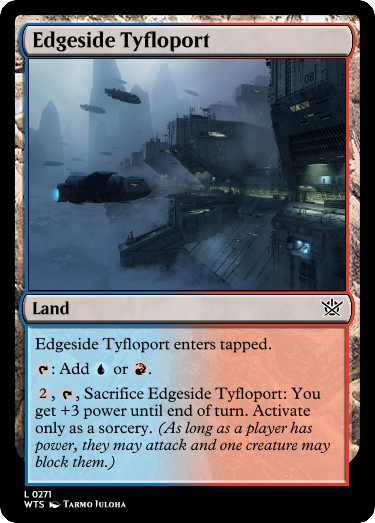 Edgeside Tyfloport
08
Land
Edgeside Tyfloport enters tapped.
: Add or .
2, , Sacrifice Edgeside Tyfloport: You
get +3 power until end of turn. Activate
only as a sorcery. (As long as a player has
power, they may attack and one creature may
block them.)
L 0271
WTS Tarmo Juloha